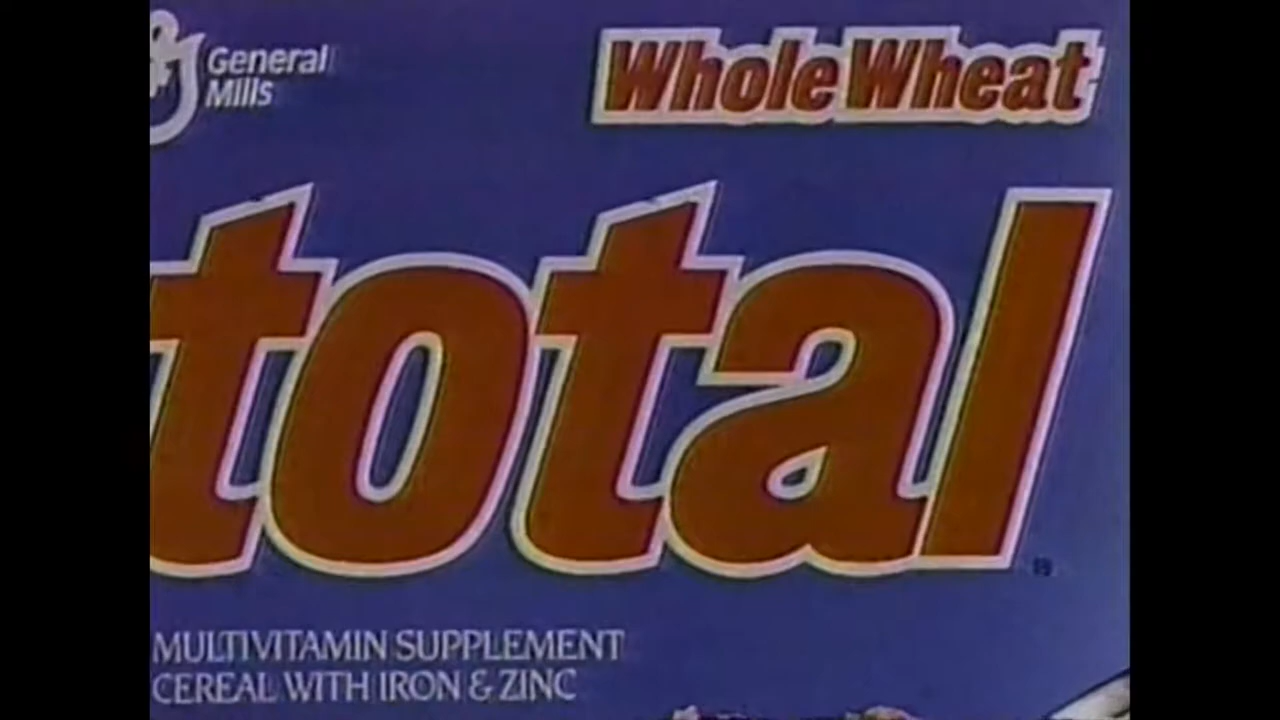 General
Mills
Whole Wheat
total
MULTIVITAMIN SUPPLEMENT
CEREAL WITH IRON & ZINC